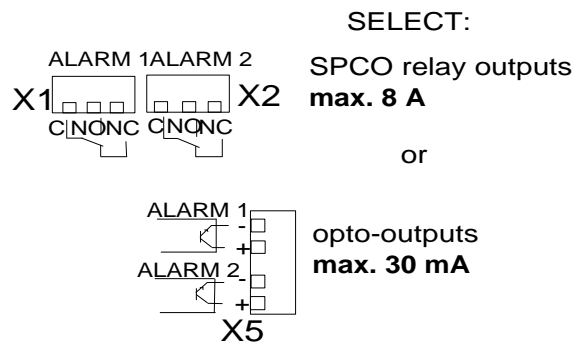 SELECT:
ALARM 1ALARM 2
SPCO relay outputs
X1
X2
max. 8 A
C NO NC
C NO NC
or
ALARM 1
-
+
opto-outputs
max. 30 mA
ALARM 2
-
+
X5